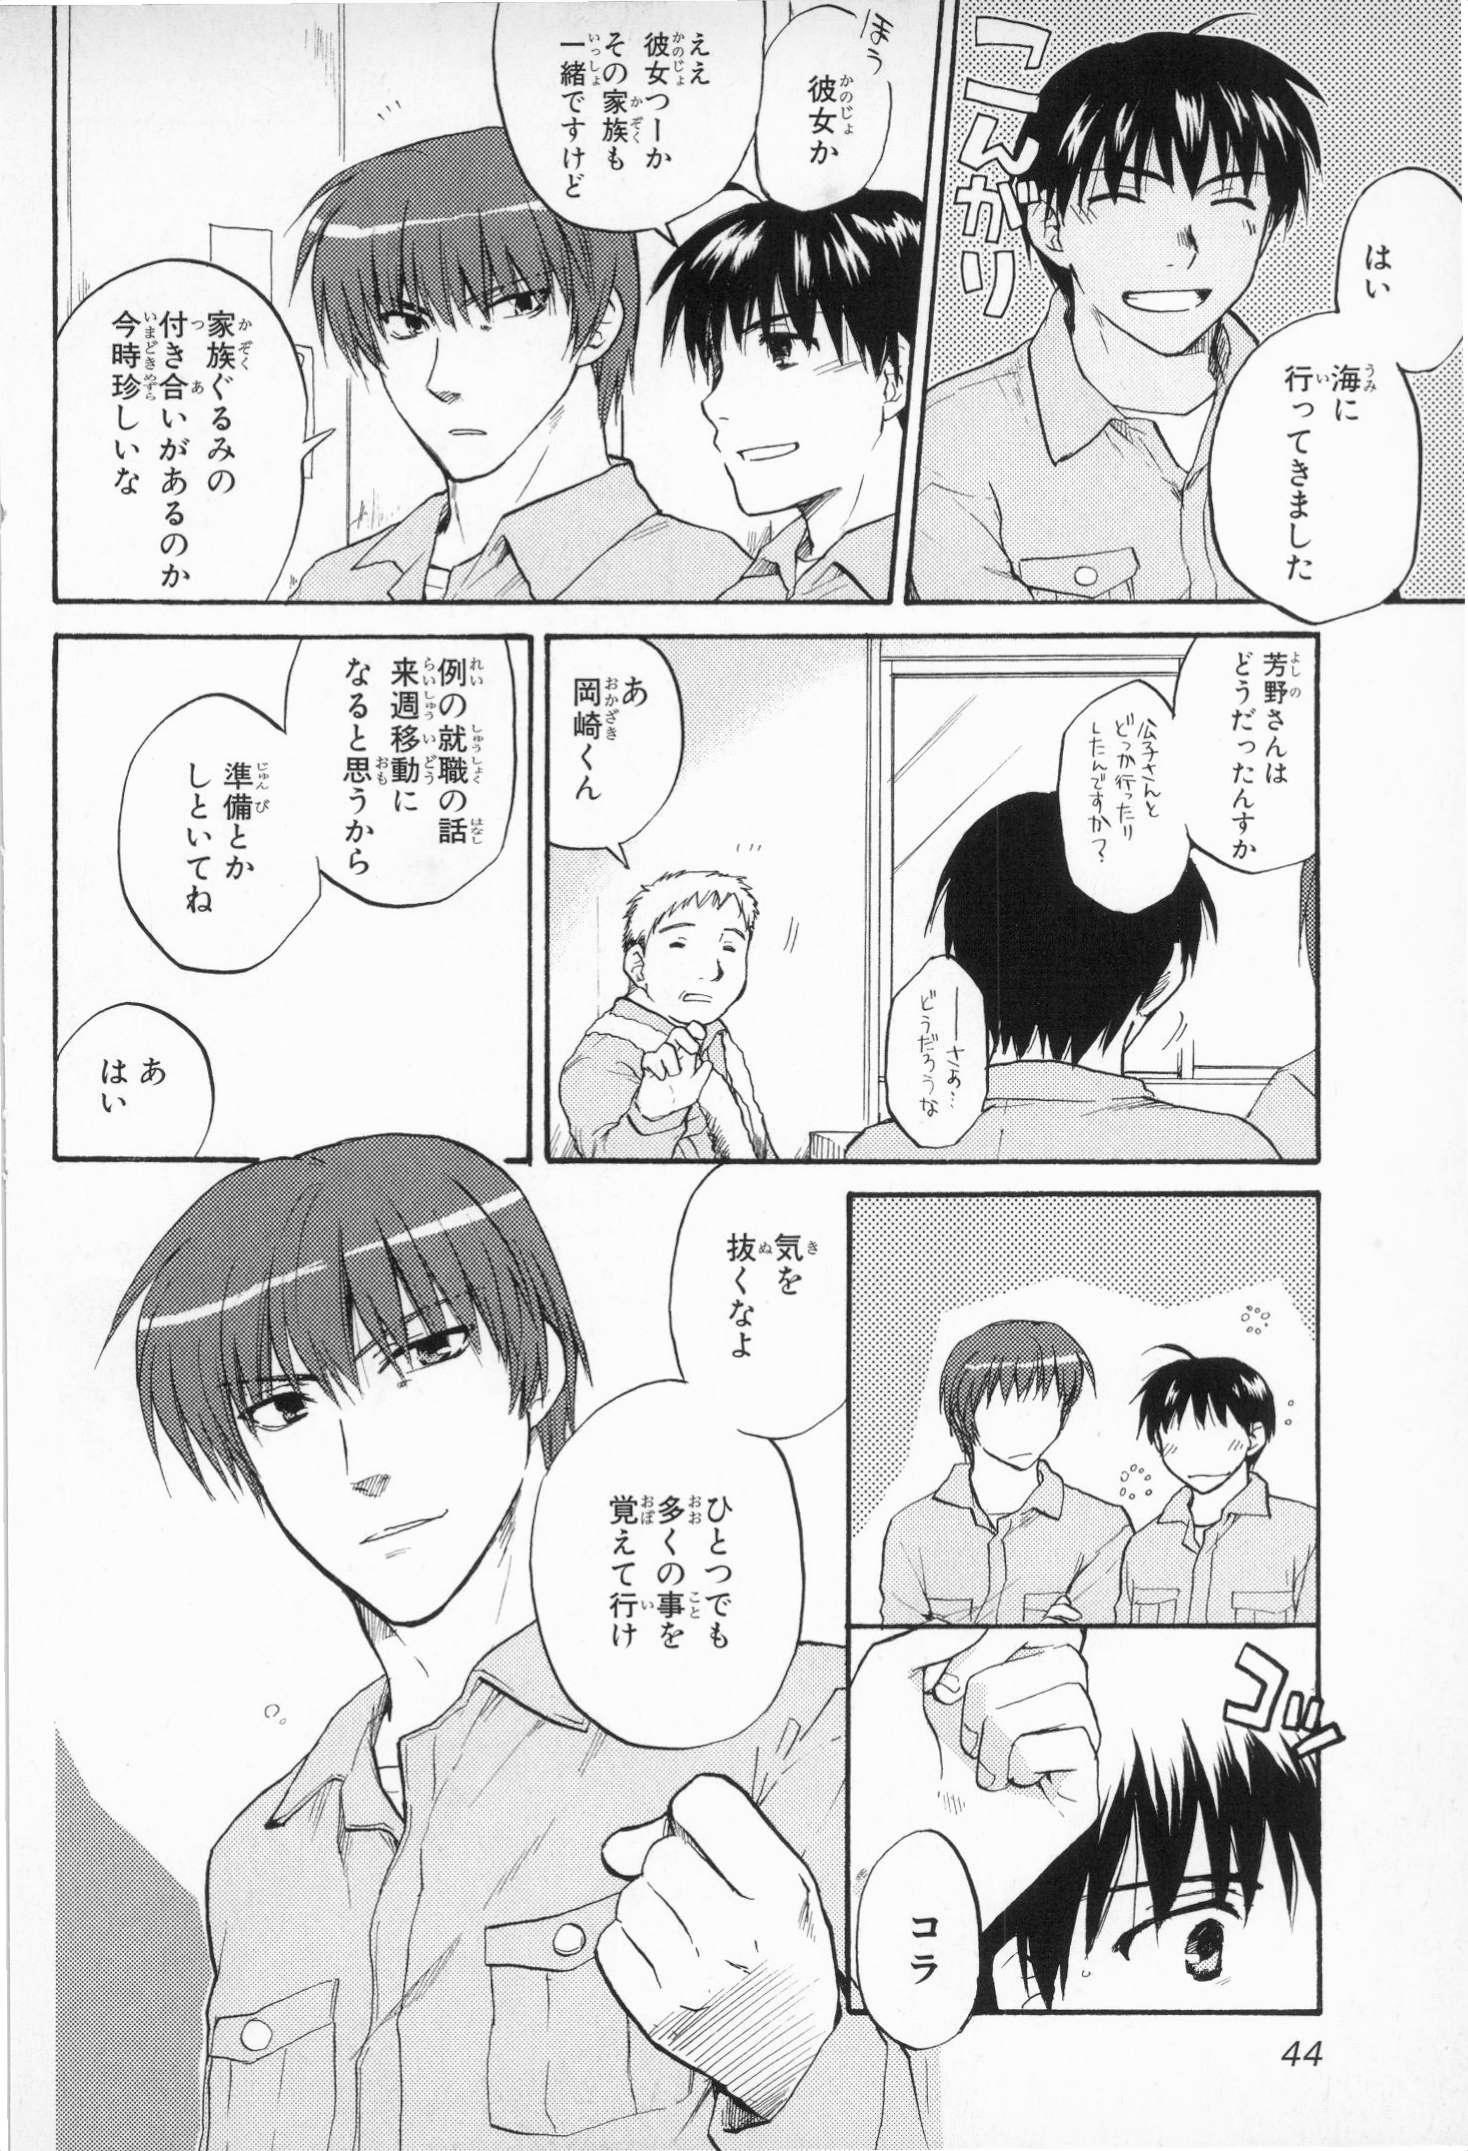 はい
海に
行ってきました
こんがり
ほう
彼女か
ええ
彼女つーか
その家族も
一緒ですけど
家族ぐるみの
付き合いがあるのか
今時珍しいな
芳野さんは
どうだったんすか
公子さんと
どっか行ったり
したんですか？
──さぁ…
どうだろうな
あ
岡崎くん
例の就職の話
来週移動に
なると思うから
準備とか
しといてね
あ
はい
コツッ
コラ
気を
抜くなよ
ひとつでも
多くの事を
覚えて行け
44